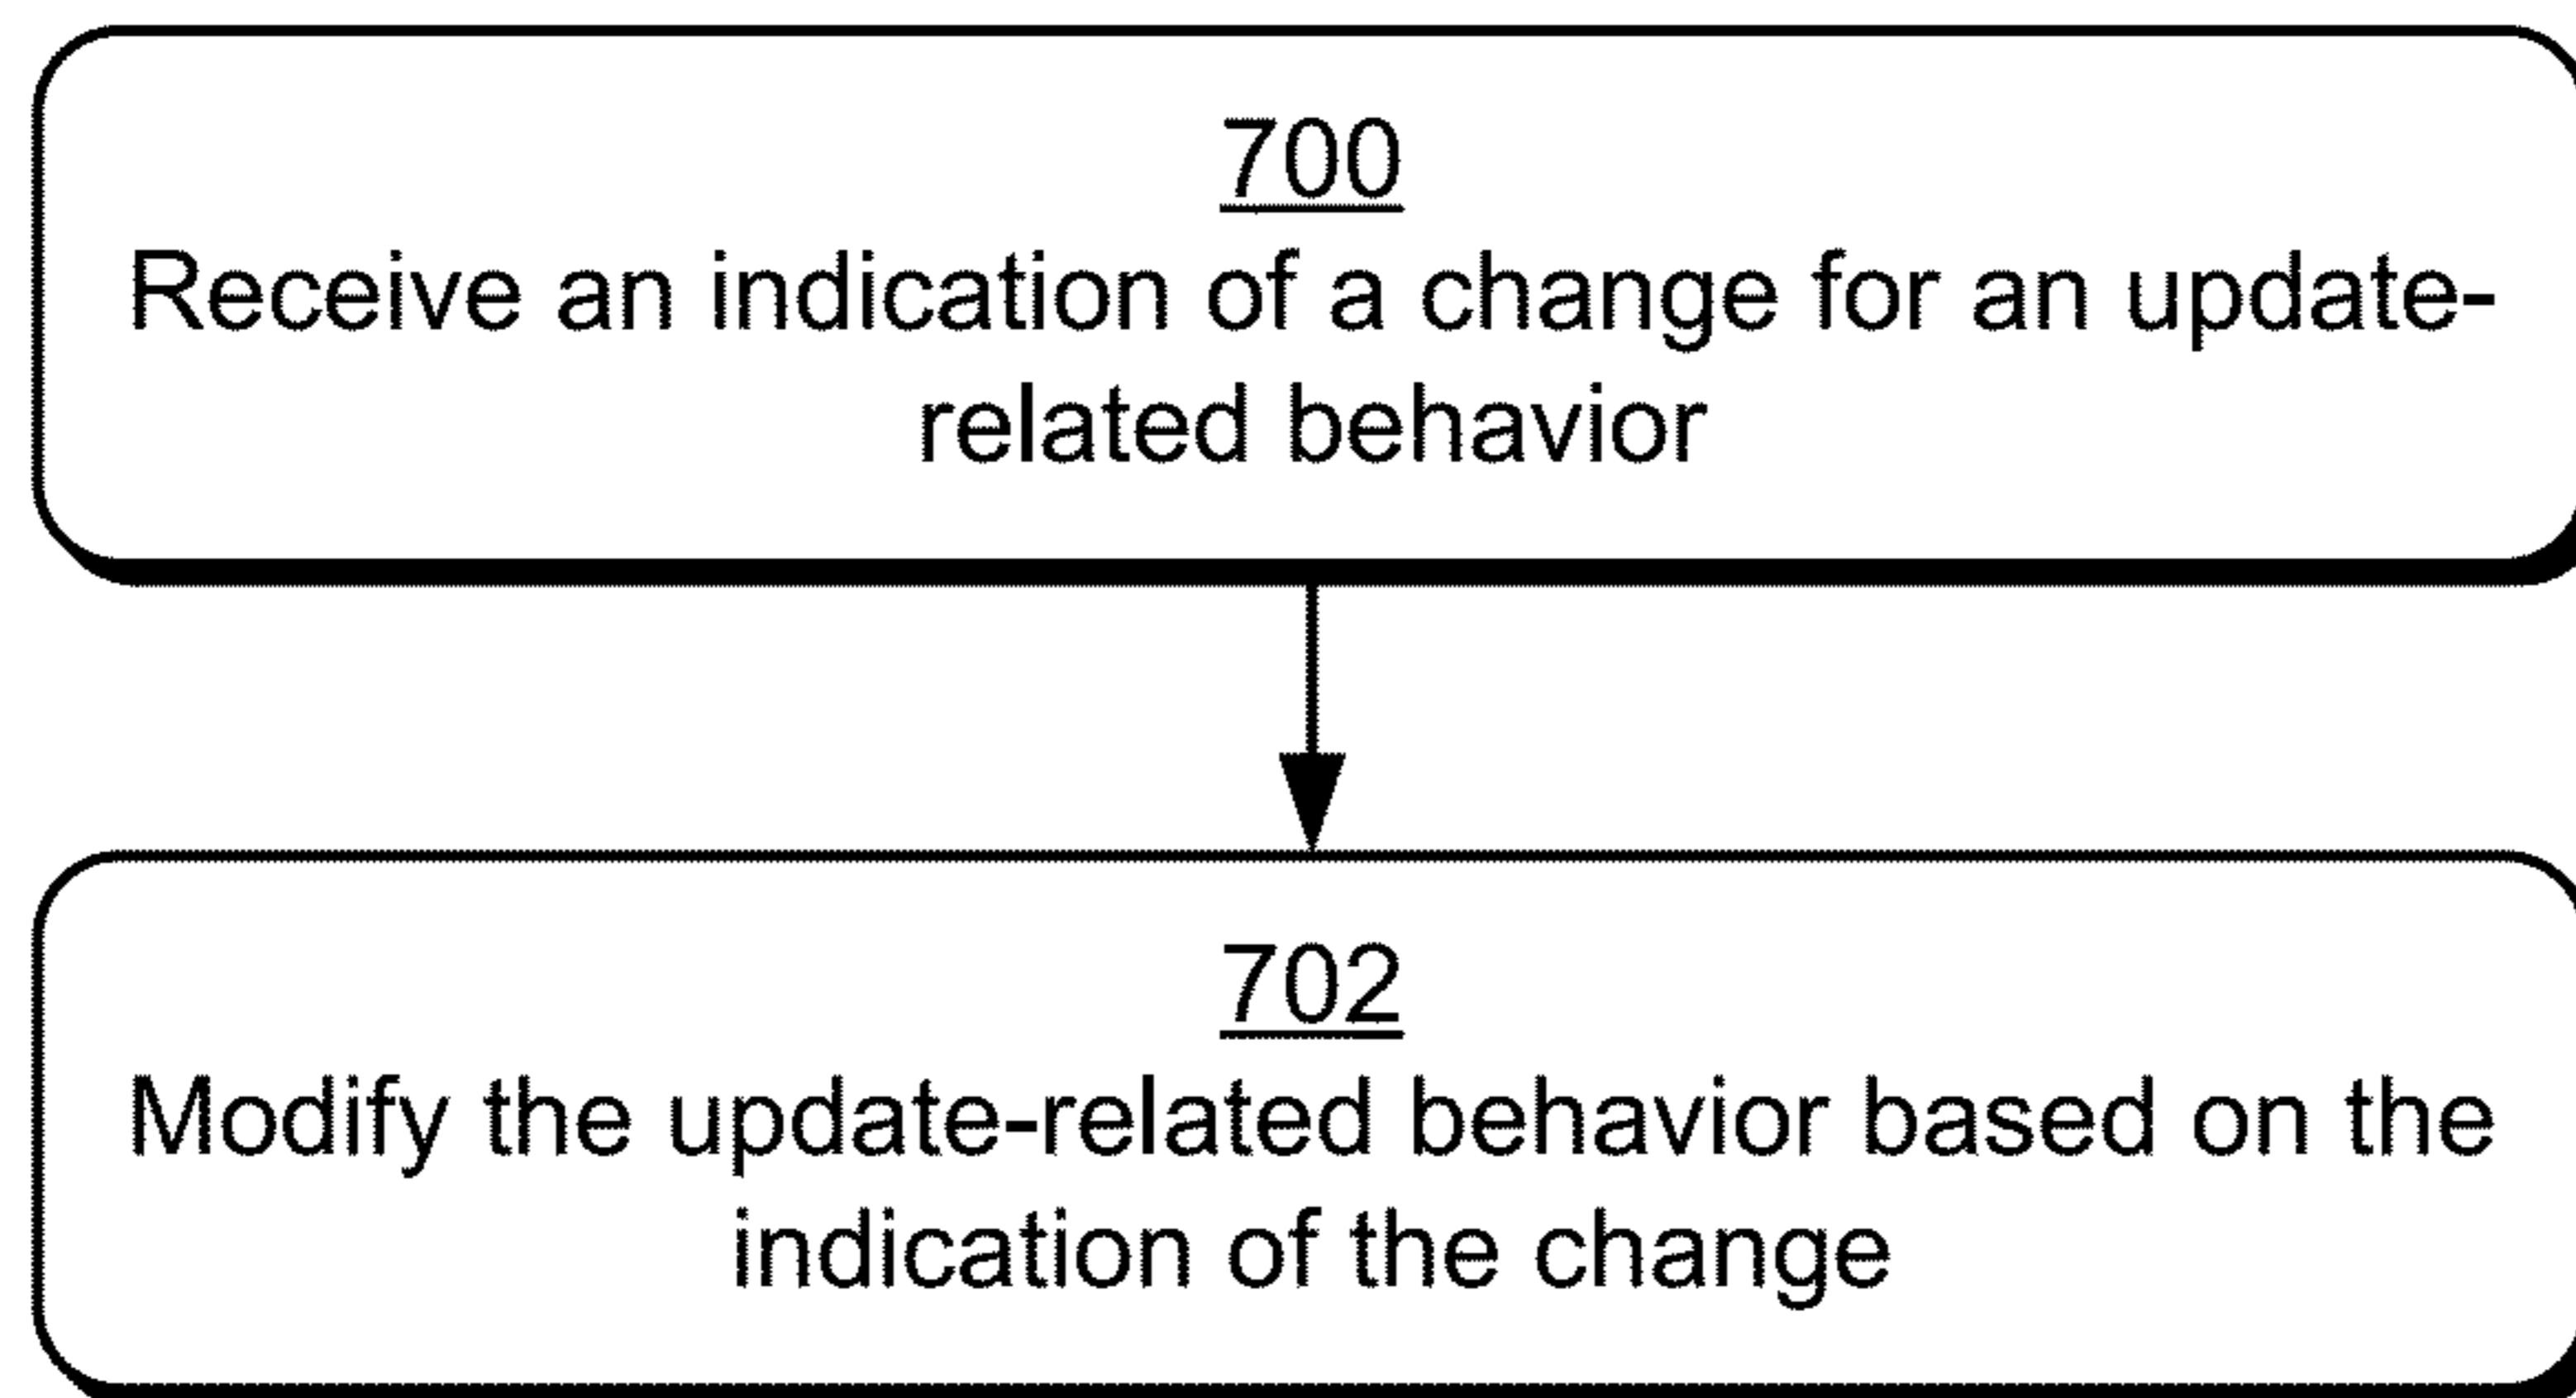 700
Receive an indication of a change for an update-
related behavior
702
Modify the update-related behavior based on the
indication of the change